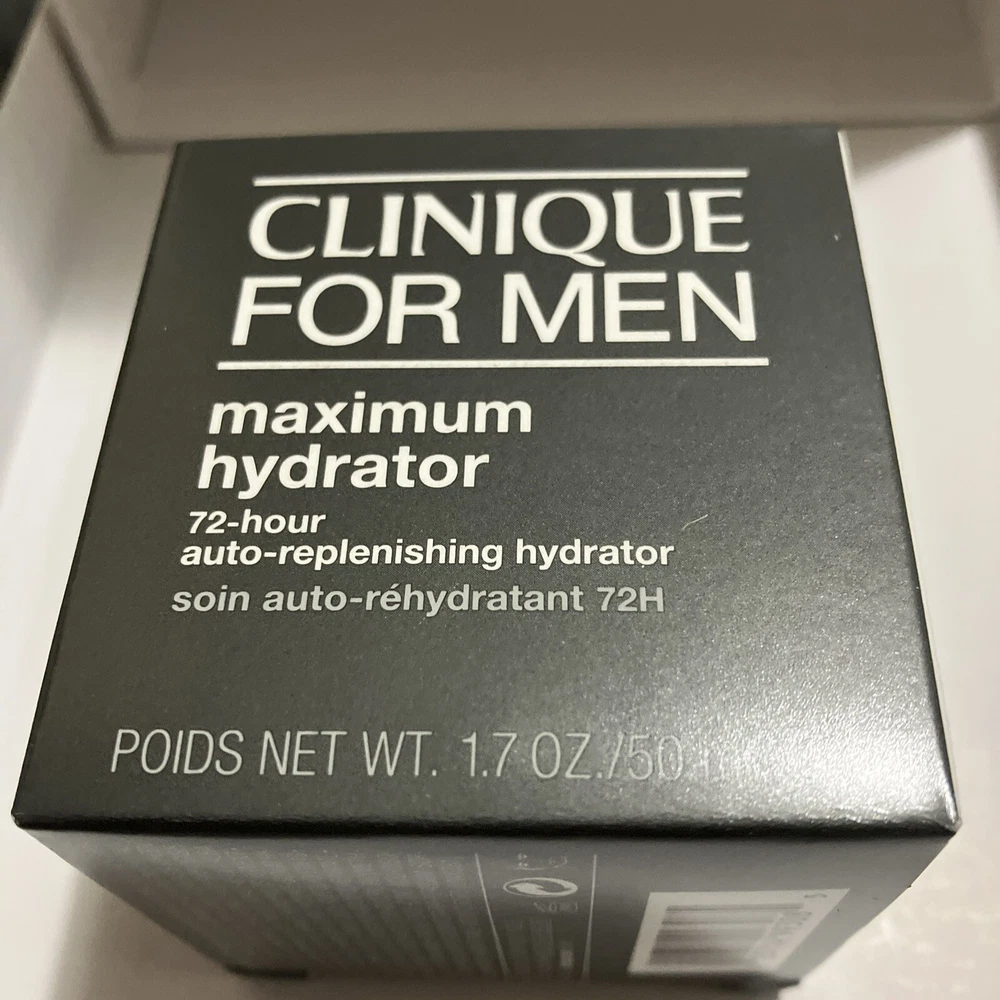 CLINIQUE
FOR MEN
maximum
hydrator
72-hour
auto-replenishing hydrator
soin auto-réhydratant 72H
POIDS NET WT. 1.7 OZ./50